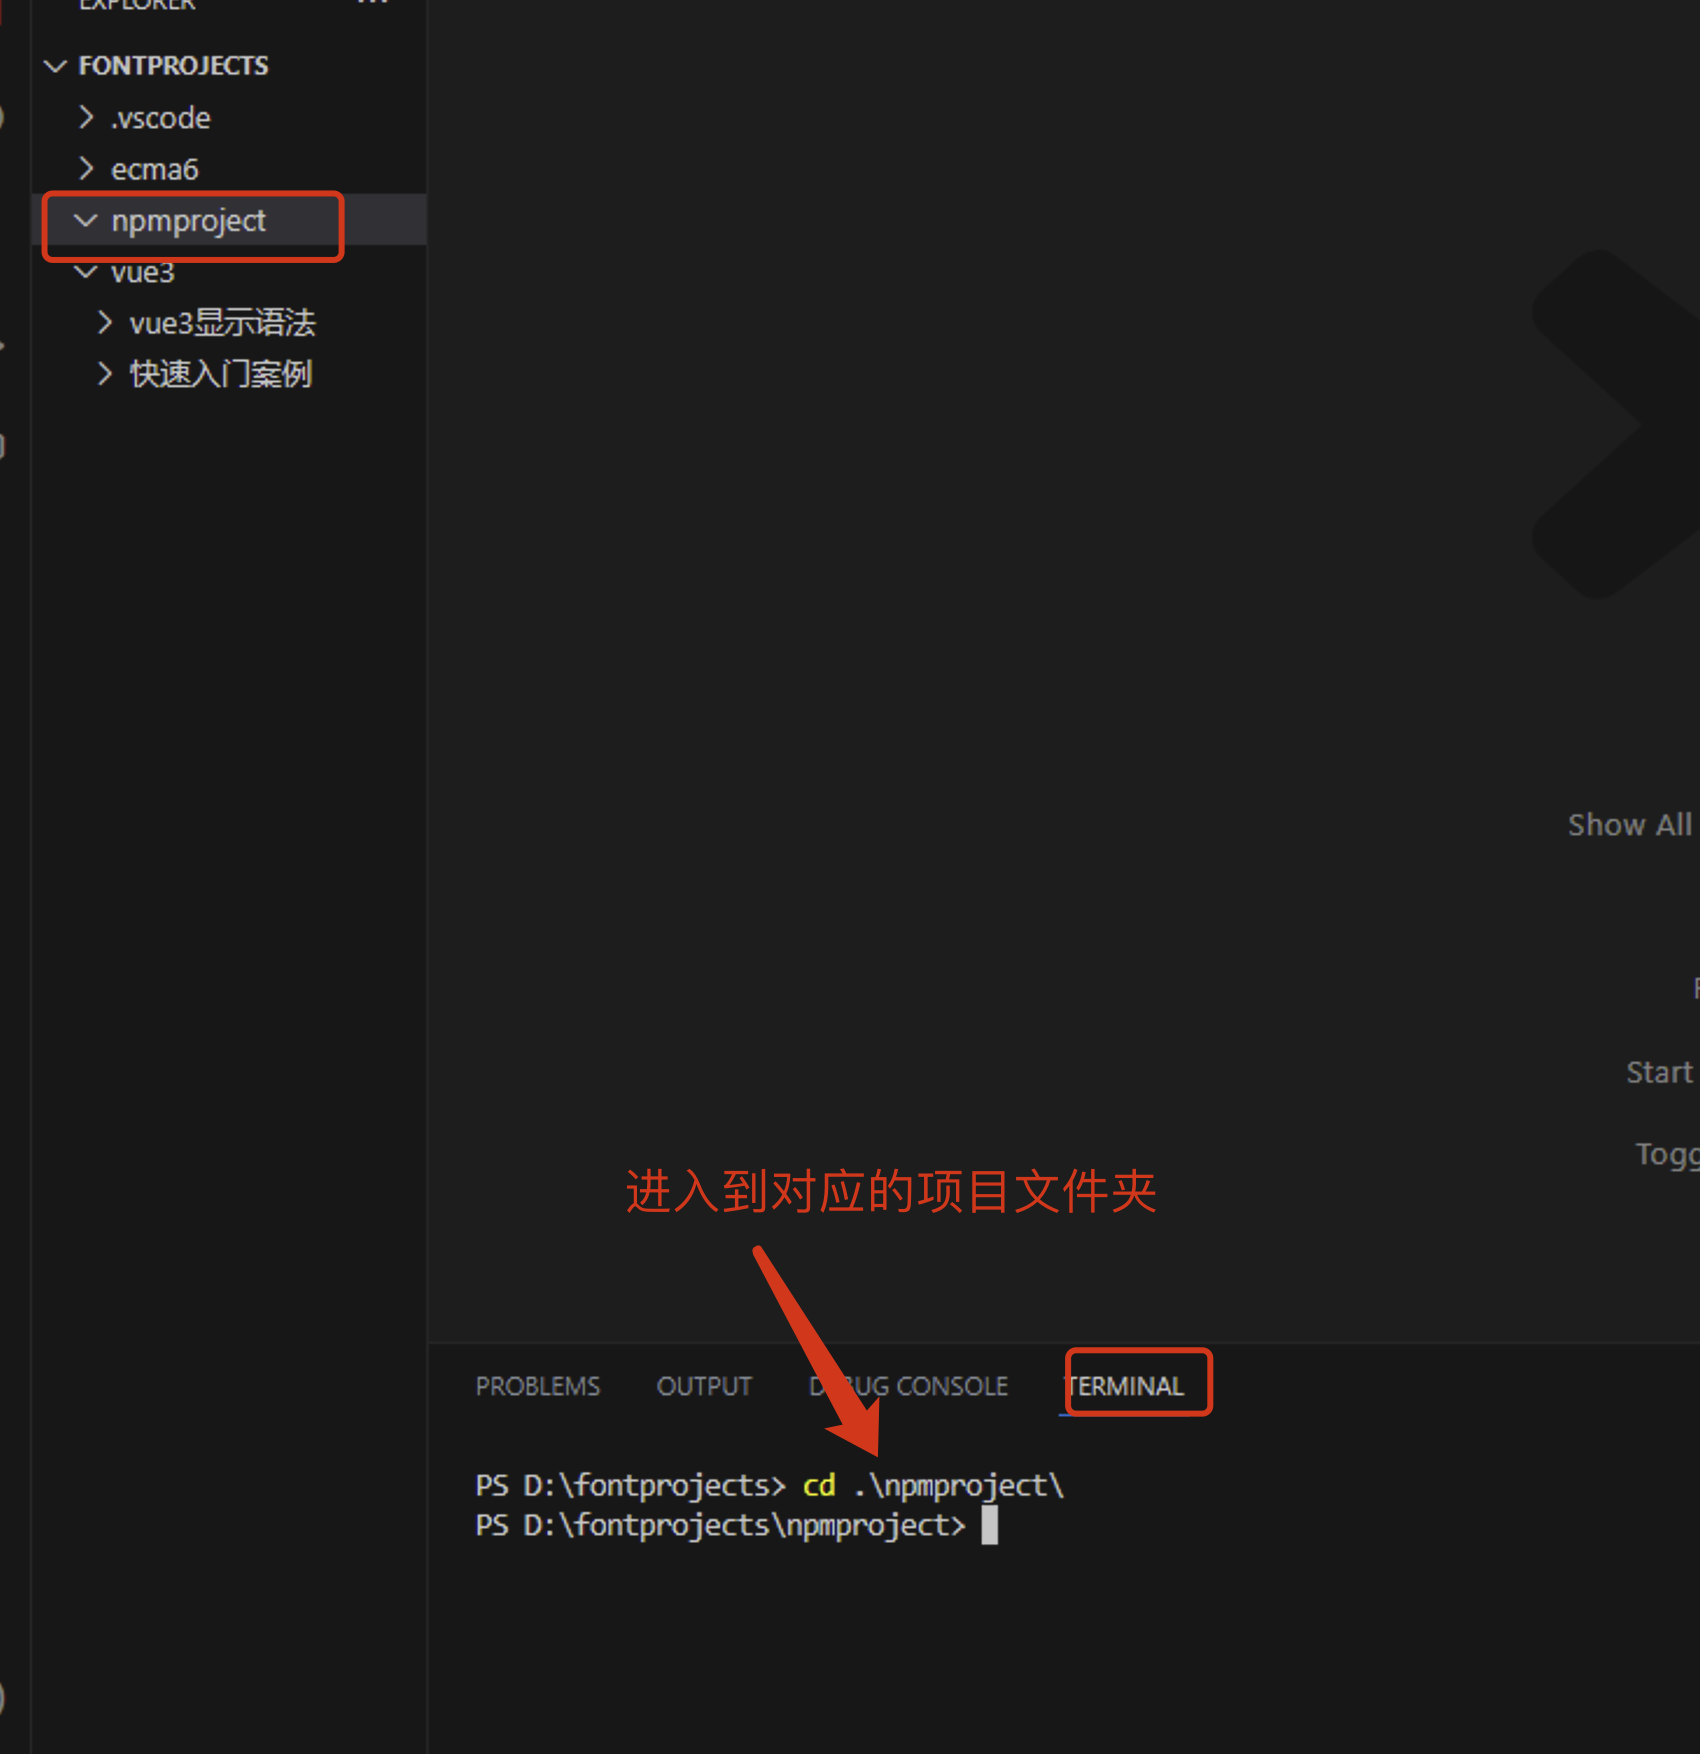 EXPLORER
FONTPROJECTS
.vscode
ecma6
npmproject
vue3
vue3显示语法
快速入门案例
Show All
Start
Togg
进入到对应的项目文件夹
PROBLEMS OUTPUT DEBUG CONSOLE TERMINAL
PS D:\fontprojects> cd .\npmproject\
PS D:\fontprojects\npmproject>